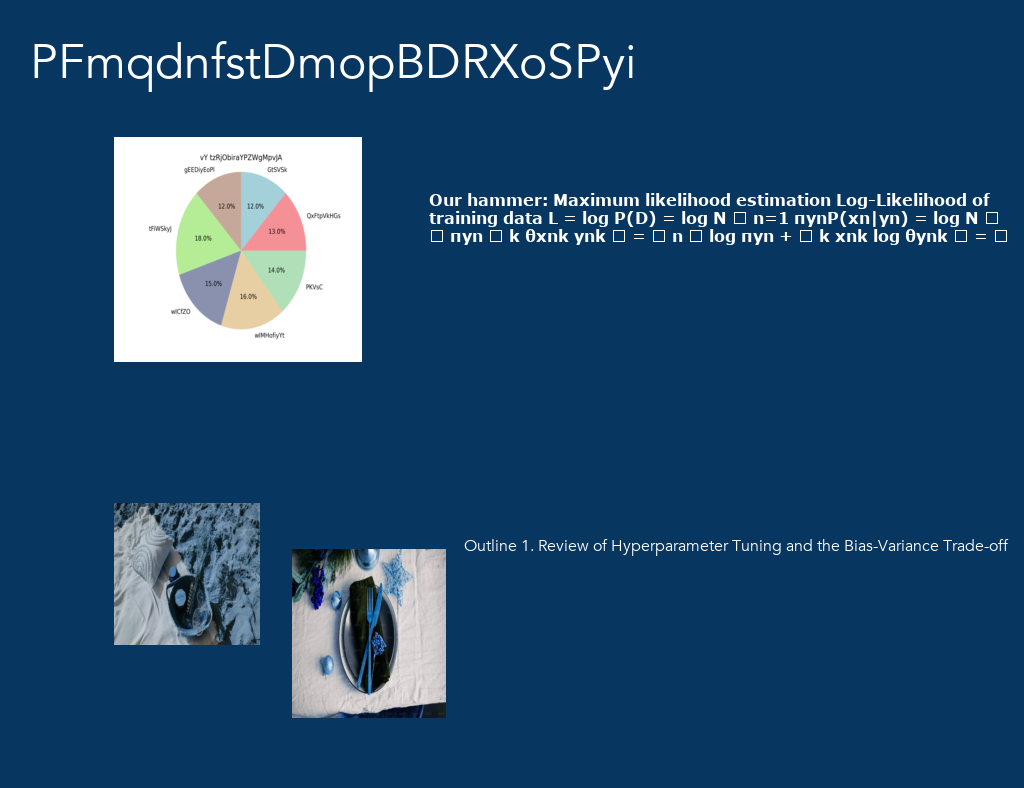 PFmqdnfstDmopBDRXoSPyi
vY tzRjObiraYPZWgMpvJA
gEEDiyEoPl
GtSVSk
12.0%
12.0%
QxFtpVkHGs
tFiWSkyJ
13.0%
18.0%
14.0%
15.0%
PKVsC
16.0%
wlCfZO
wlMHofiyYt
Our hammer: Maximum likelihood estimation Log-Likelihood of
training data L = log P(D) = log N □ n=1 πynP(xn|yn) = log N □
□ πyn □ k θxnk ynk □ = □ n □ log πyn + □ k xnk log θynk □ = □
Outline 1. Review of Hyperparameter Tuning and the Bias-Variance Trade-off